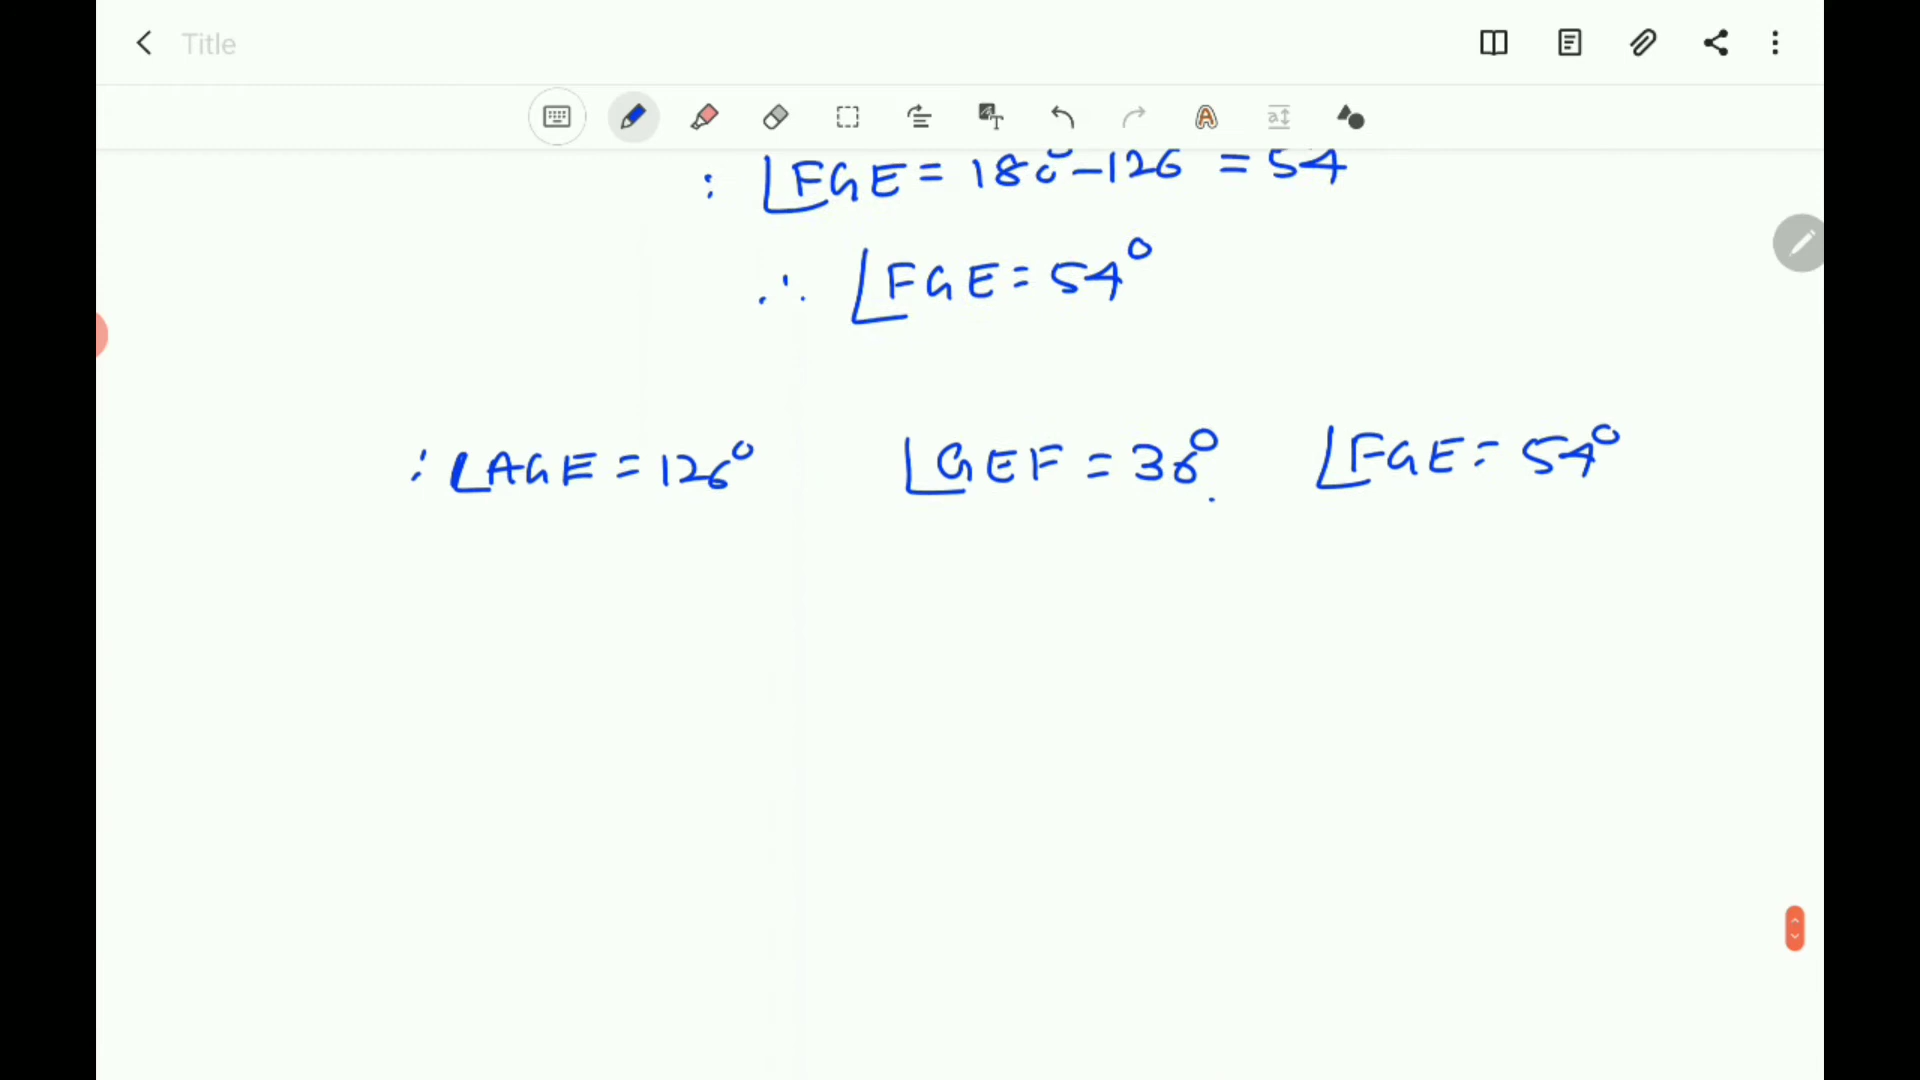 Title
: ∠FGE = 180 - 126 = 54
∴ ∠FGE = 54°
∴ ∠AGE = 126° ∠GEF = 36° ∠FGE = 54°